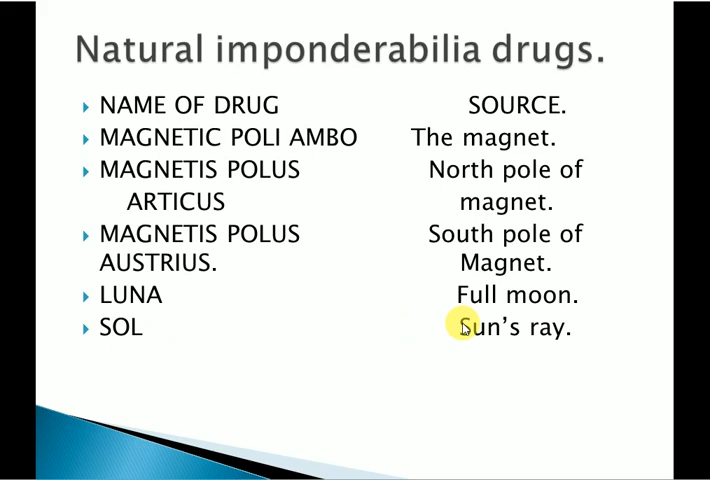 Natural imponderabilia drugs.
NAME OF DRUG SOURCE.
MAGNETIC POLI AMBO The magnet.
MAGNETIS POLUS North pole of
ARTICUS magnet.
MAGNETIS POLUS South pole of
AUSTRIUS. Magnet.
LUNA Full moon.
SOL Sun's ray.